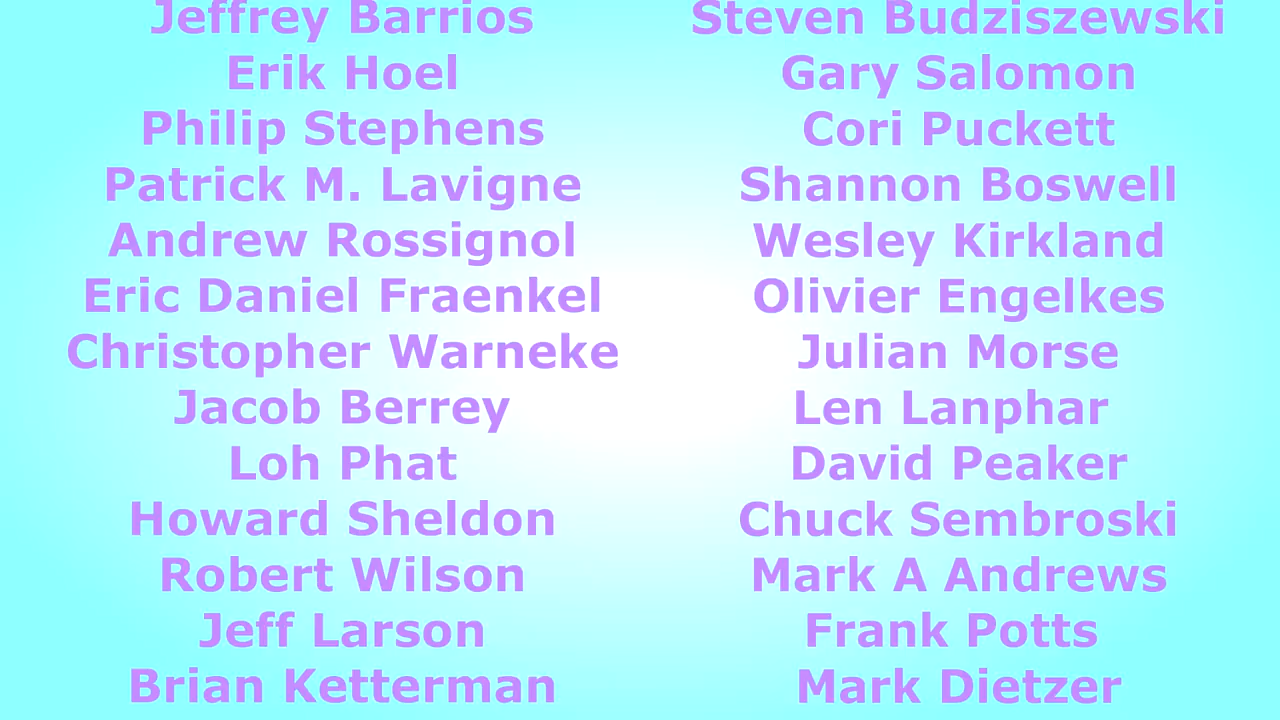 Jeffrey Barrios
Erik Hoel
Philip Stephens
Patrick M. Lavigne
Andrew Rossignol
Eric Daniel Fraenkel
Christopher Warneke
Jacob Berrey
Loh Phat
Howard Sheldon
Robert Wilson
Jeff Larson
Brian Ketterman
Steven Budziszewski
Gary Salomon
Cori Puckett
Shannon Boswell
Wesley Kirkland
Olivier Engelkes
Julian Morse
Len Lanphar
David Peaker
Chuck Sembroski
Mark A Andrews
Frank Potts
Mark Dietzer